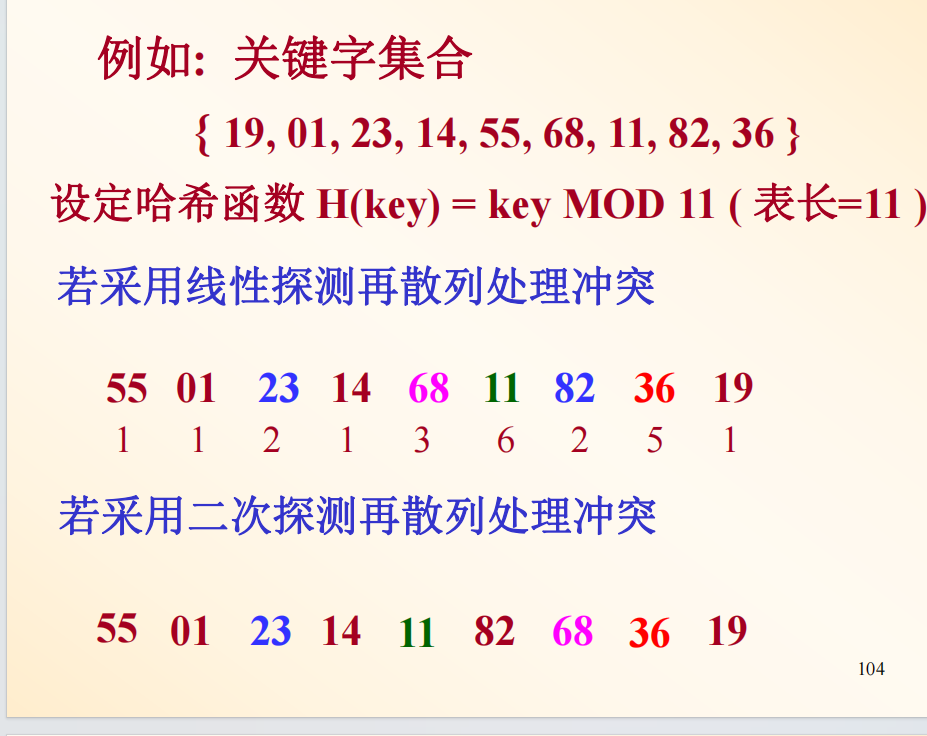 例如: 关键字集合
{ 19, 01, 23, 14, 55, 68, 11, 82, 36 }
设定哈希函数 H(key) = key MOD 11 ( 表长=11 )
若采用线性探测再散列处理冲突
55 01 23 14 68 11 82 36 19
1 1 2 1 3 6 2 5 1
若采用二次探测再散列处理冲突
55 01 23 14 11 82 68 36 19
104